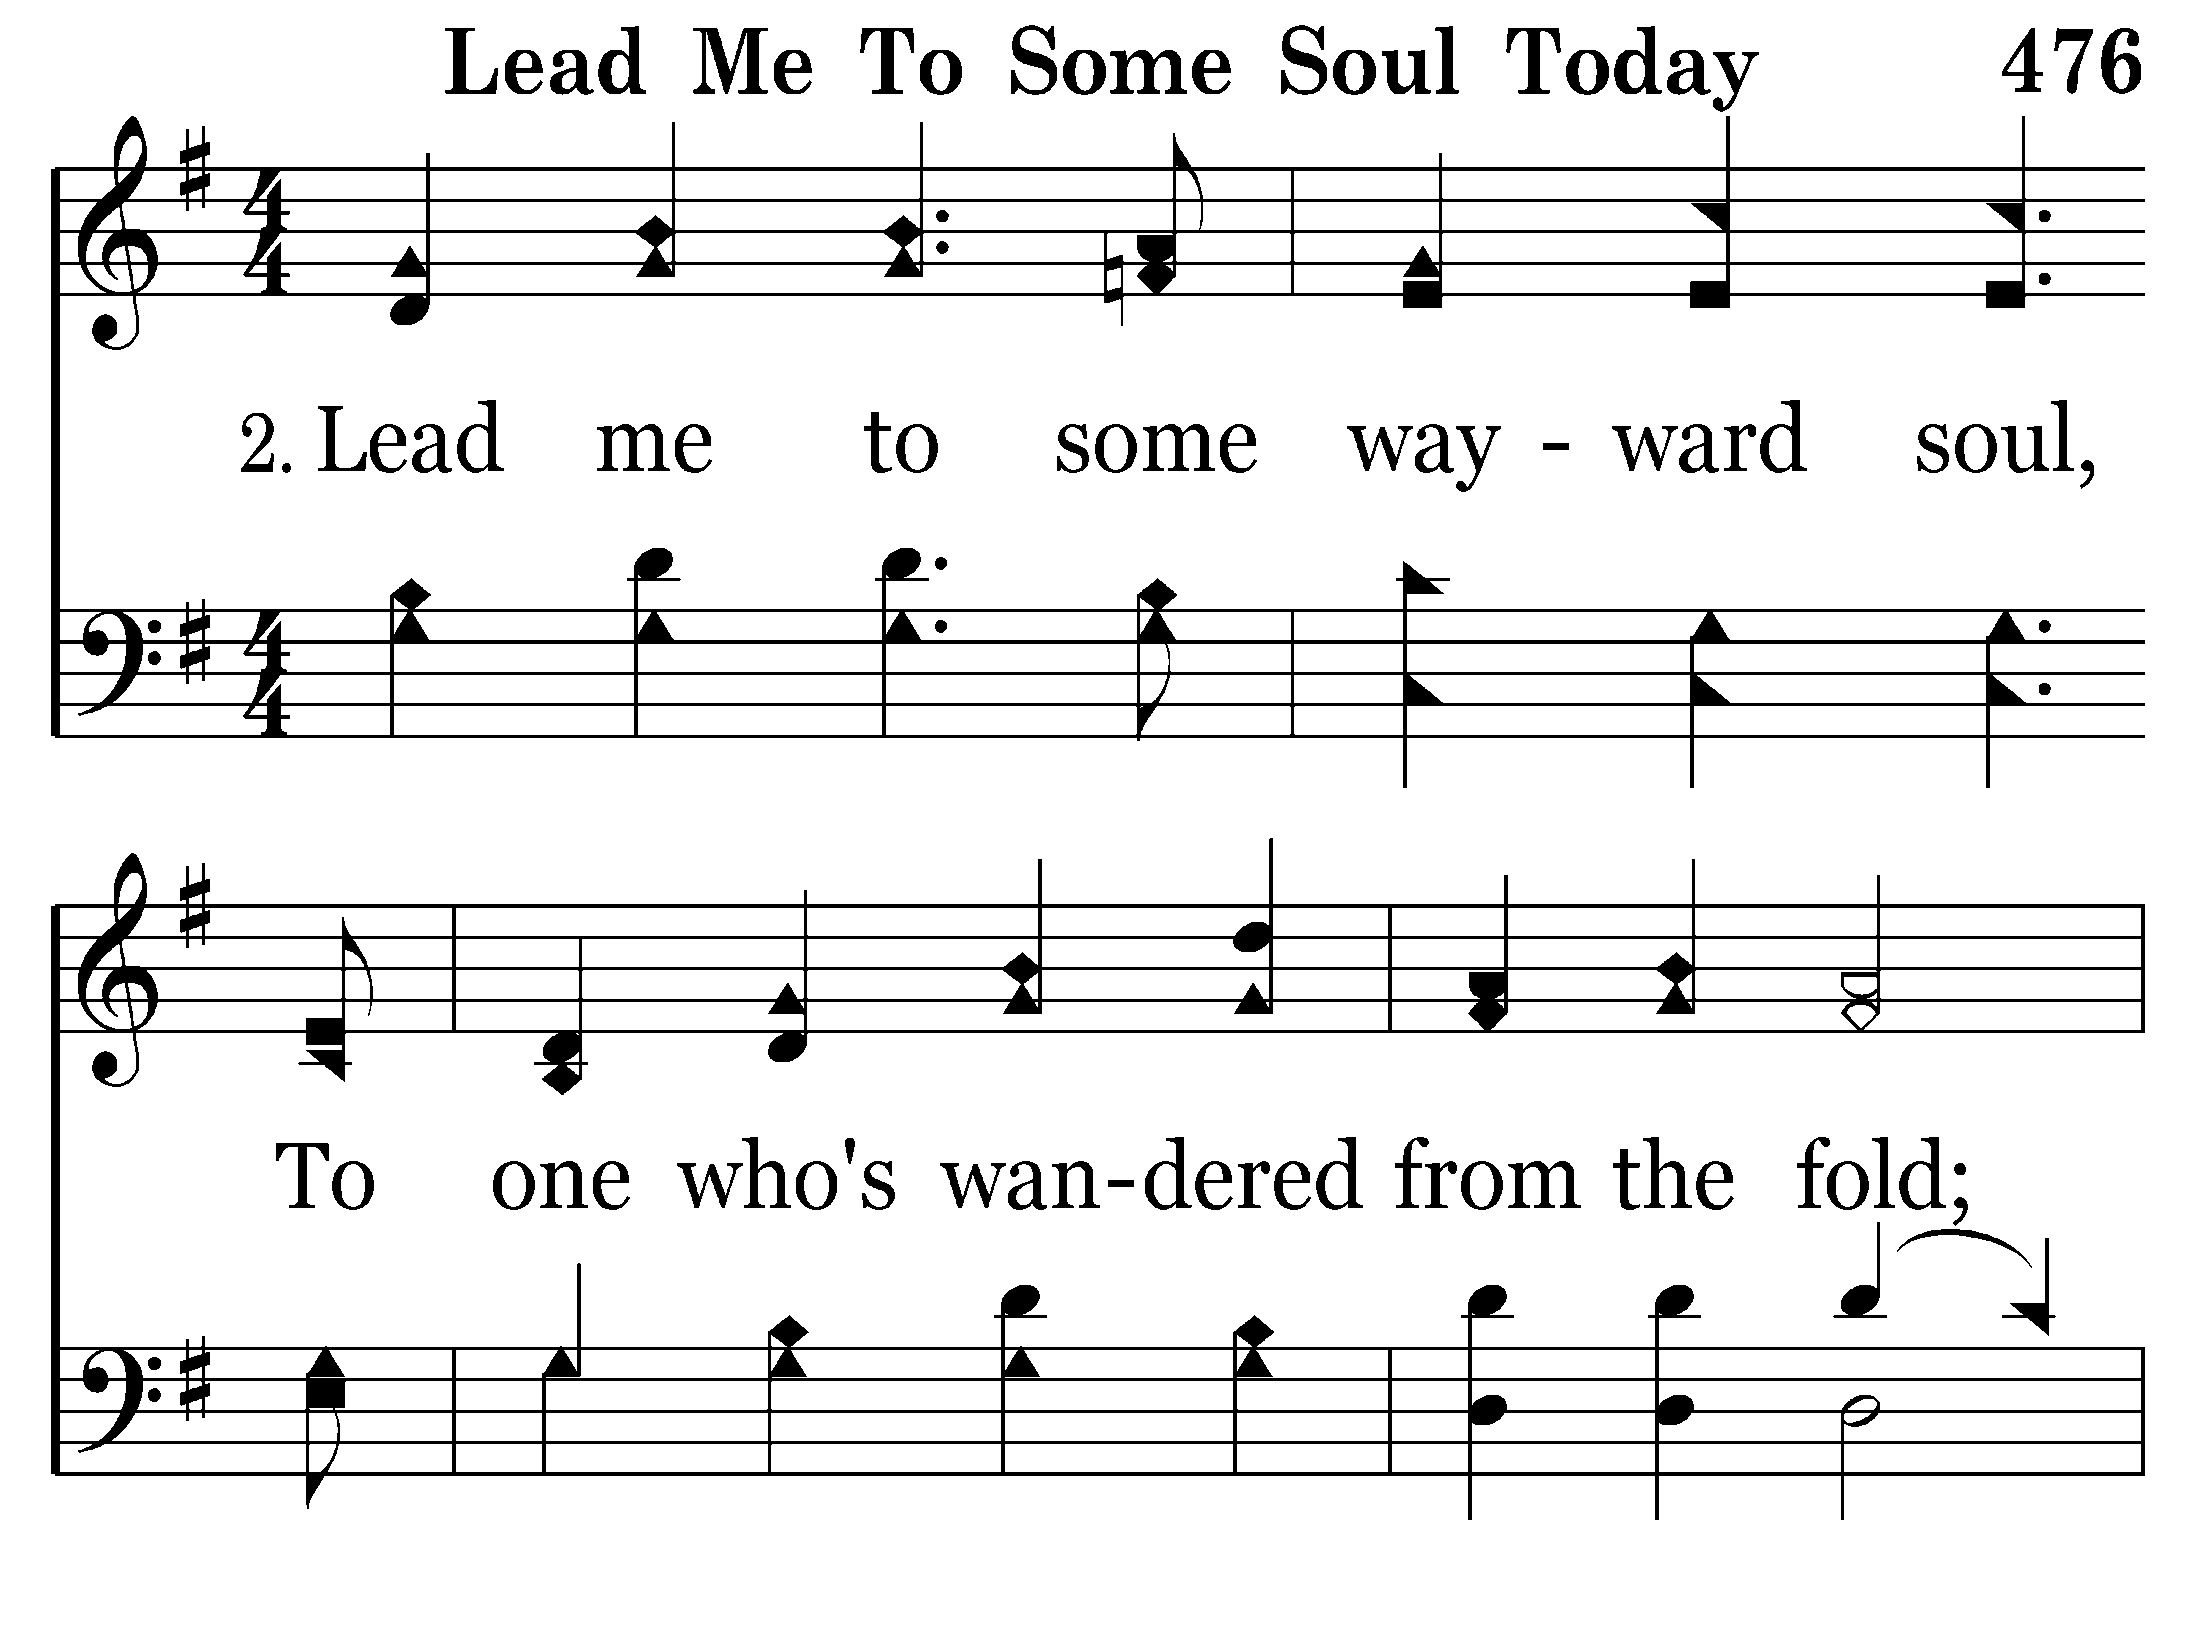 Lead Me To Some Soul Today 476
2. Lead me to some way - ward soul,
To one who's wan-dered from the fold;